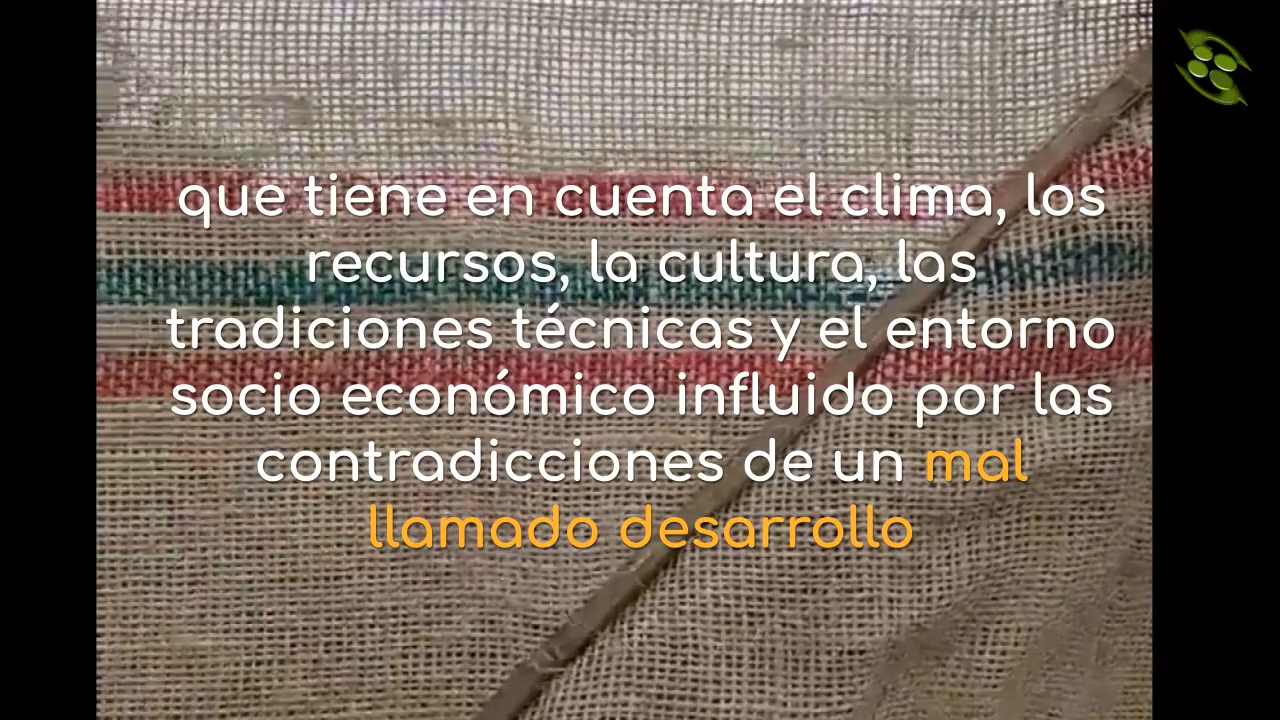 que tiene en cuenta el clima, los
recursos, la cultura, las
tradiciones técnicas y el entorno
socio económico influido por las
contradicciones de un mal
llamado desarrollo